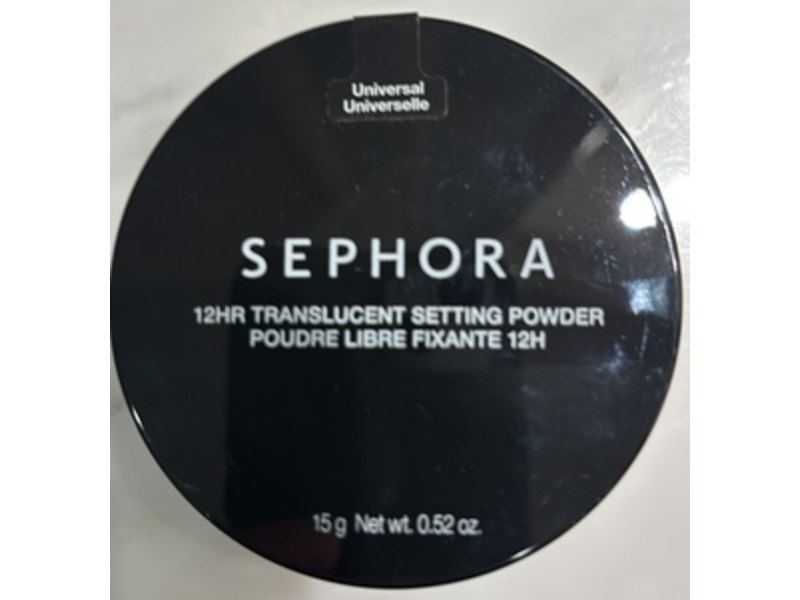 Universal
Universelle
SEPHORA
12HR TRANSLUCENT SETTING POWDER
POUDRE LIBRE FIXANTE 12H
15 g Net wt. 0.52 oz.